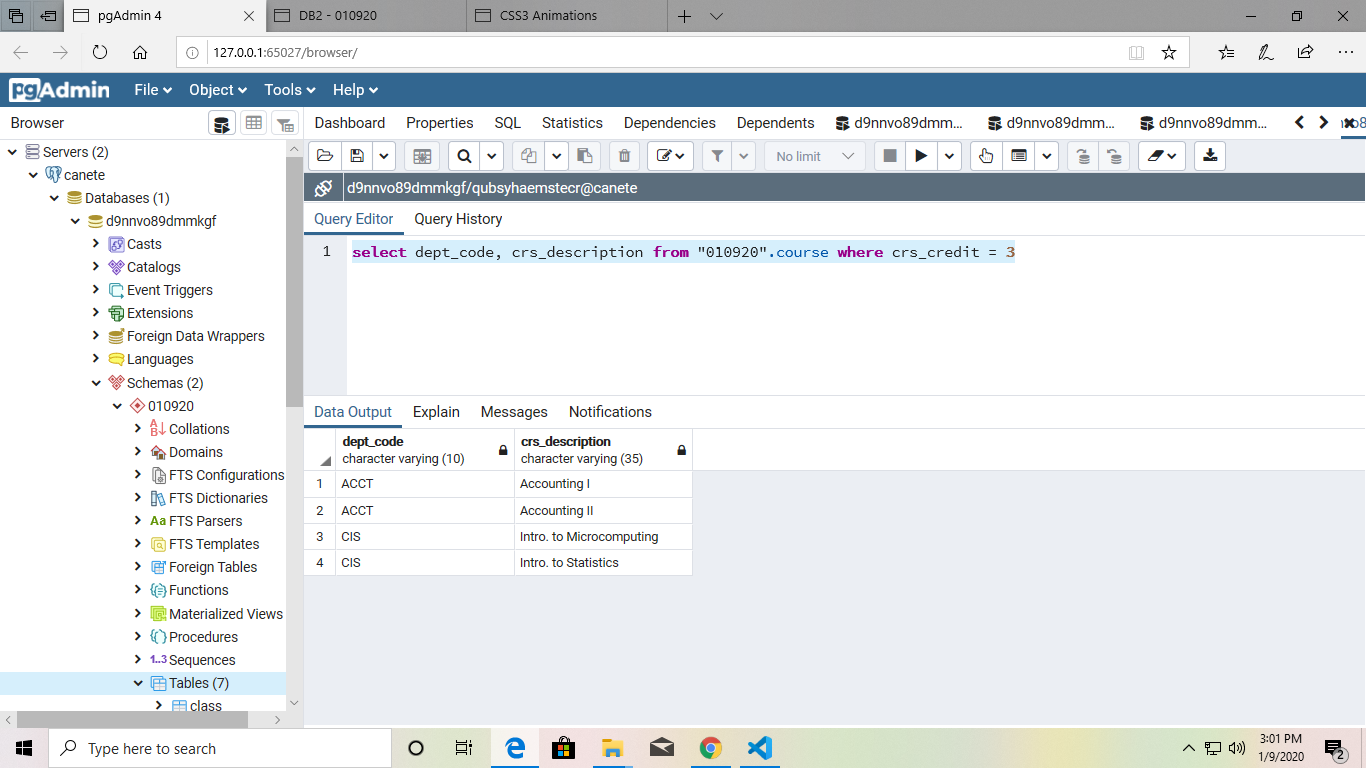 pgAdmin 4
DB2 - 010920
CSS3 Animations
127.0.0.1:65027/browser/
pgAdmin File Object Tools Help
Browser
Dashboard Properties SQL Statistics Dependencies Dependents d9nnvo89dmm... d9nnvo89dmm... d9nnvo89dmm...
No limit
d9nnvo89dmmkgf/qubsyhaemstecr@canete
Query Editor Query History
1 select dept_code, crs_description from "010920".course where crs_credit = 3
Servers (2)
canete
Databases (1)
d9nnvo89dmmkgf
Casts
Catalogs
Event Triggers
Extensions
Foreign Data Wrappers
Languages
Schemas (2)
010920
Collations
Domains
FTS Configurations
FTS Dictionaries
Aa FTS Parsers
FTS Templates
Foreign Tables
Functions
Materialized Views
Procedures
1..3 Sequences
Tables (7)
class
Data Output Explain Messages Notifications
dept_code crs_description
character varying (10) character varying (35)
1 ACCT Accounting I
2 ACCT Accounting II
3 CIS Intro. to Microcomputing
4 CIS Intro. to Statistics
Type here to search
3:01 PM
1/9/2020
2